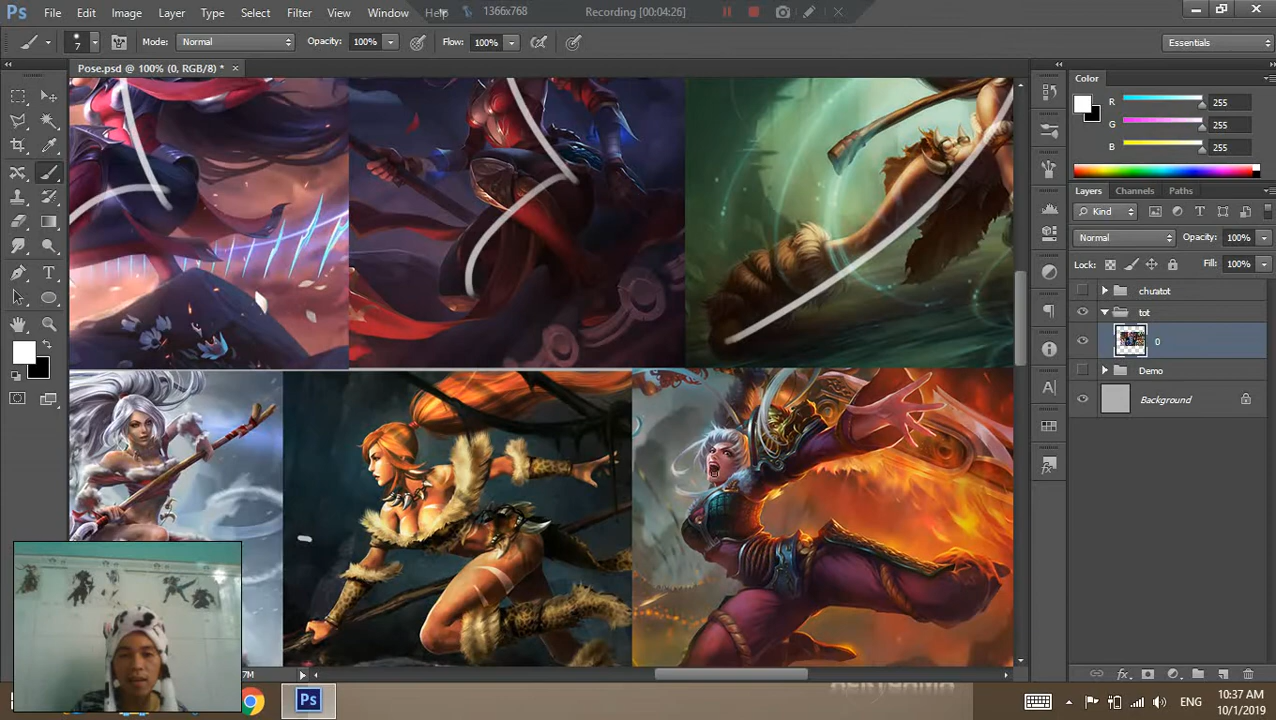 Ps File Edit Image Layer Type Select Filter View Window Help 1366x768 Recording [00:04:26]
7 Mode: Normal Opacity: 100% Flow: 100% Essentials
Pose.psd @ 100% (0, RGB/8) * ×
Color
R 255
G 255
B 255
Layers Channels Paths
Kind
Normal Opacity: 100%
Lock: Fill: 100%
chuatot
tot
0
Demo
Background
Ps
ENG
10:37 AM
10/1/2019